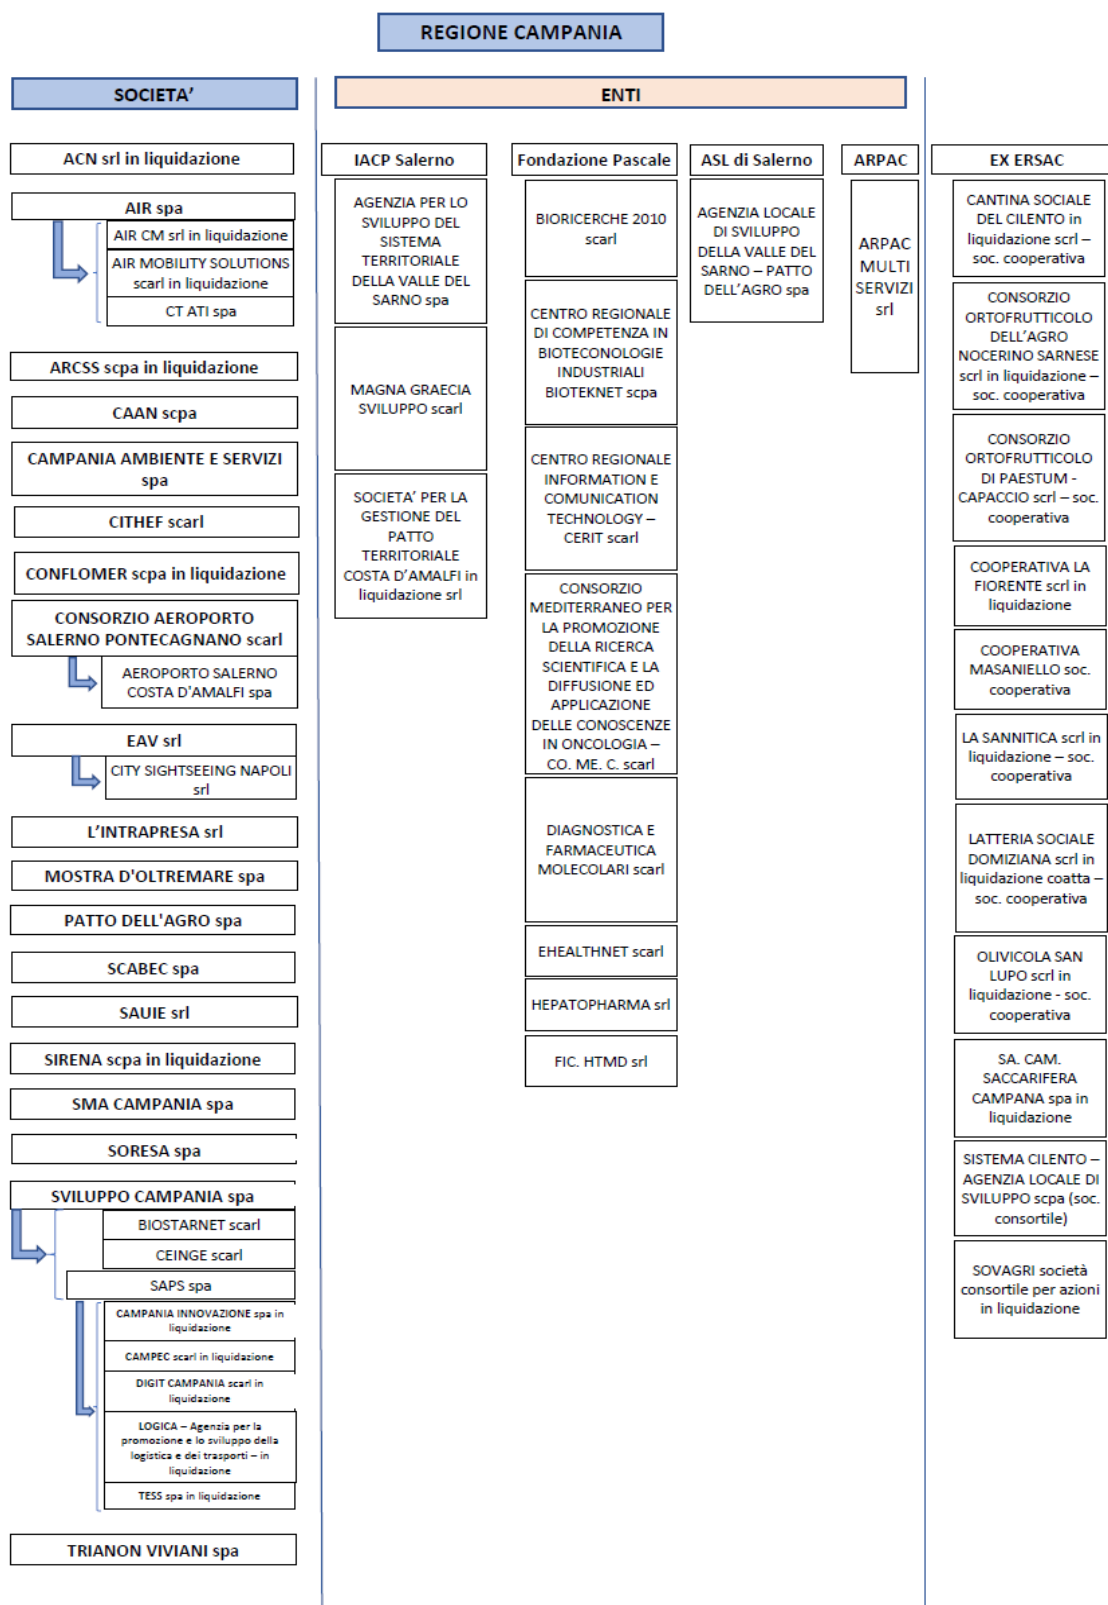 REGIONE CAMPANIA
SOCIETA'
ACN srl in liquidazione
AIR spa
AIR CM srl in liquidazione
AIR MOBILITY SOLUTIONS
scarl in liquidazione
CT ATI spa
ARCSS scpa in liquidazione
CAAN scpa
CAMPANIA AMBIENTE E SERVIZI
spa
CITHEF scarl
CONFLOMER scpa in liquidazione
CONSORZIO AEROPORTO
SALERNO PONTECAGNANO scarl
AEROPORTO SALERNO
COSTA D'AMALFI spa
EAV srl
CITY SIGHTSEEING NAPOLI
srl
L'INTRAPRESA srl
MOSTRA D'OLTREMARE spa
PATTO DELL'AGRO spa
SCABEC spa
SAUIE srl
SIRENA scpa in liquidazione
SMA CAMPANIA spa
SORESA spa
SVILUPPO CAMPANIA spa
BIOSTARNET scarl
CEINGE scarl
SAPS spa
CAMPANIA INNOVAZIONE spa in
liquidazione
CAMPEC scarl in liquidazione
DIGIT CAMPANIA scarl in
liquidazione
LOGICA – Agenzia per la
promozione e lo sviluppo della
logistica e dei trasporti – in
liquidazione
TESS spa in liquidazione
TRIANON VIVIANI spa
ENTI
IACP Salerno
AGENZIA PER LO
SVILUPPO DEL
SISTEMA
TERRITORIALE
DELLA VALLE DEL
SARNO spa
MAGNA GRAECIA
SVILUPPO scarl
SOCIETA' PER LA
GESTIONE DEL
PATTO
TERRITORIALE
COSTA D'AMALFI in
liquidazione srl
Fondazione Pascale
BIORICERCHE 2010
scarl
CENTRO REGIONALE
DI COMPETENZA IN
BIOTECONOLOGIE
INDUSTRIALI
BIOTEKNET scpa
CENTRO REGIONALE
INFORMATION E
COMUNICATION
TECHNOLOGY –
CERIT scarl
CONSORZIO
MEDITERRANEO PER
LA PROMOZIONE
DELLA RICERCA
SCIENTIFICA E LA
DIFFUSIONE ED
APPLICAZIONE
DELLE CONOSCENZE
IN ONCOLOGIA –
CO. ME. C. scarl
DIAGNOSTICA E
FARMACEUTICA
MOLECOLARI scarl
EHEALTHNET scarl
HEPATOPHARMA srl
FIC. HTMD srl
ASL di Salerno
AGENZIA LOCALE
DI SVILUPPO
DELLA VALLE DEL
SARNO – PATTO
DELL'AGRO spa
ARPAC
ARPAC
MULTI
SERVIZI
srl
EX ERSAC
CANTINA SOCIALE
DEL CILENTO in
liquidazione scrl –
soc. cooperativa
CONSORZIO
ORTOFRUTTICOLO
DELL'AGRO
NOCERINO SARNESE
scrl in liquidazione –
soc. cooperativa
CONSORZIO
ORTOFRUTTICOLO
DI PAESTUM -
CAPACCIO scrl – soc.
cooperativa
COOPERATIVA LA
FIORENTE scrl in
liquidazione
COOPERATIVA
MASANIELLO soc.
cooperativa
LA SANNITICA scrl in
liquidazione – soc.
cooperativa
LATTERIA SOCIALE
DOMIZIANA scrl in
liquidazione coatta –
soc. cooperativa
OLIVICOLA SAN
LUPO scrl in
liquidazione - soc.
cooperativa
SA. CAM.
SACCARIFERA
CAMPANA spa in
liquidazione
SISTEMA CILENTO –
AGENZIA LOCALE DI
SVILUPPO scpa (soc.
consortile)
SOVAGRI società
consortile per azioni
in liquidazione